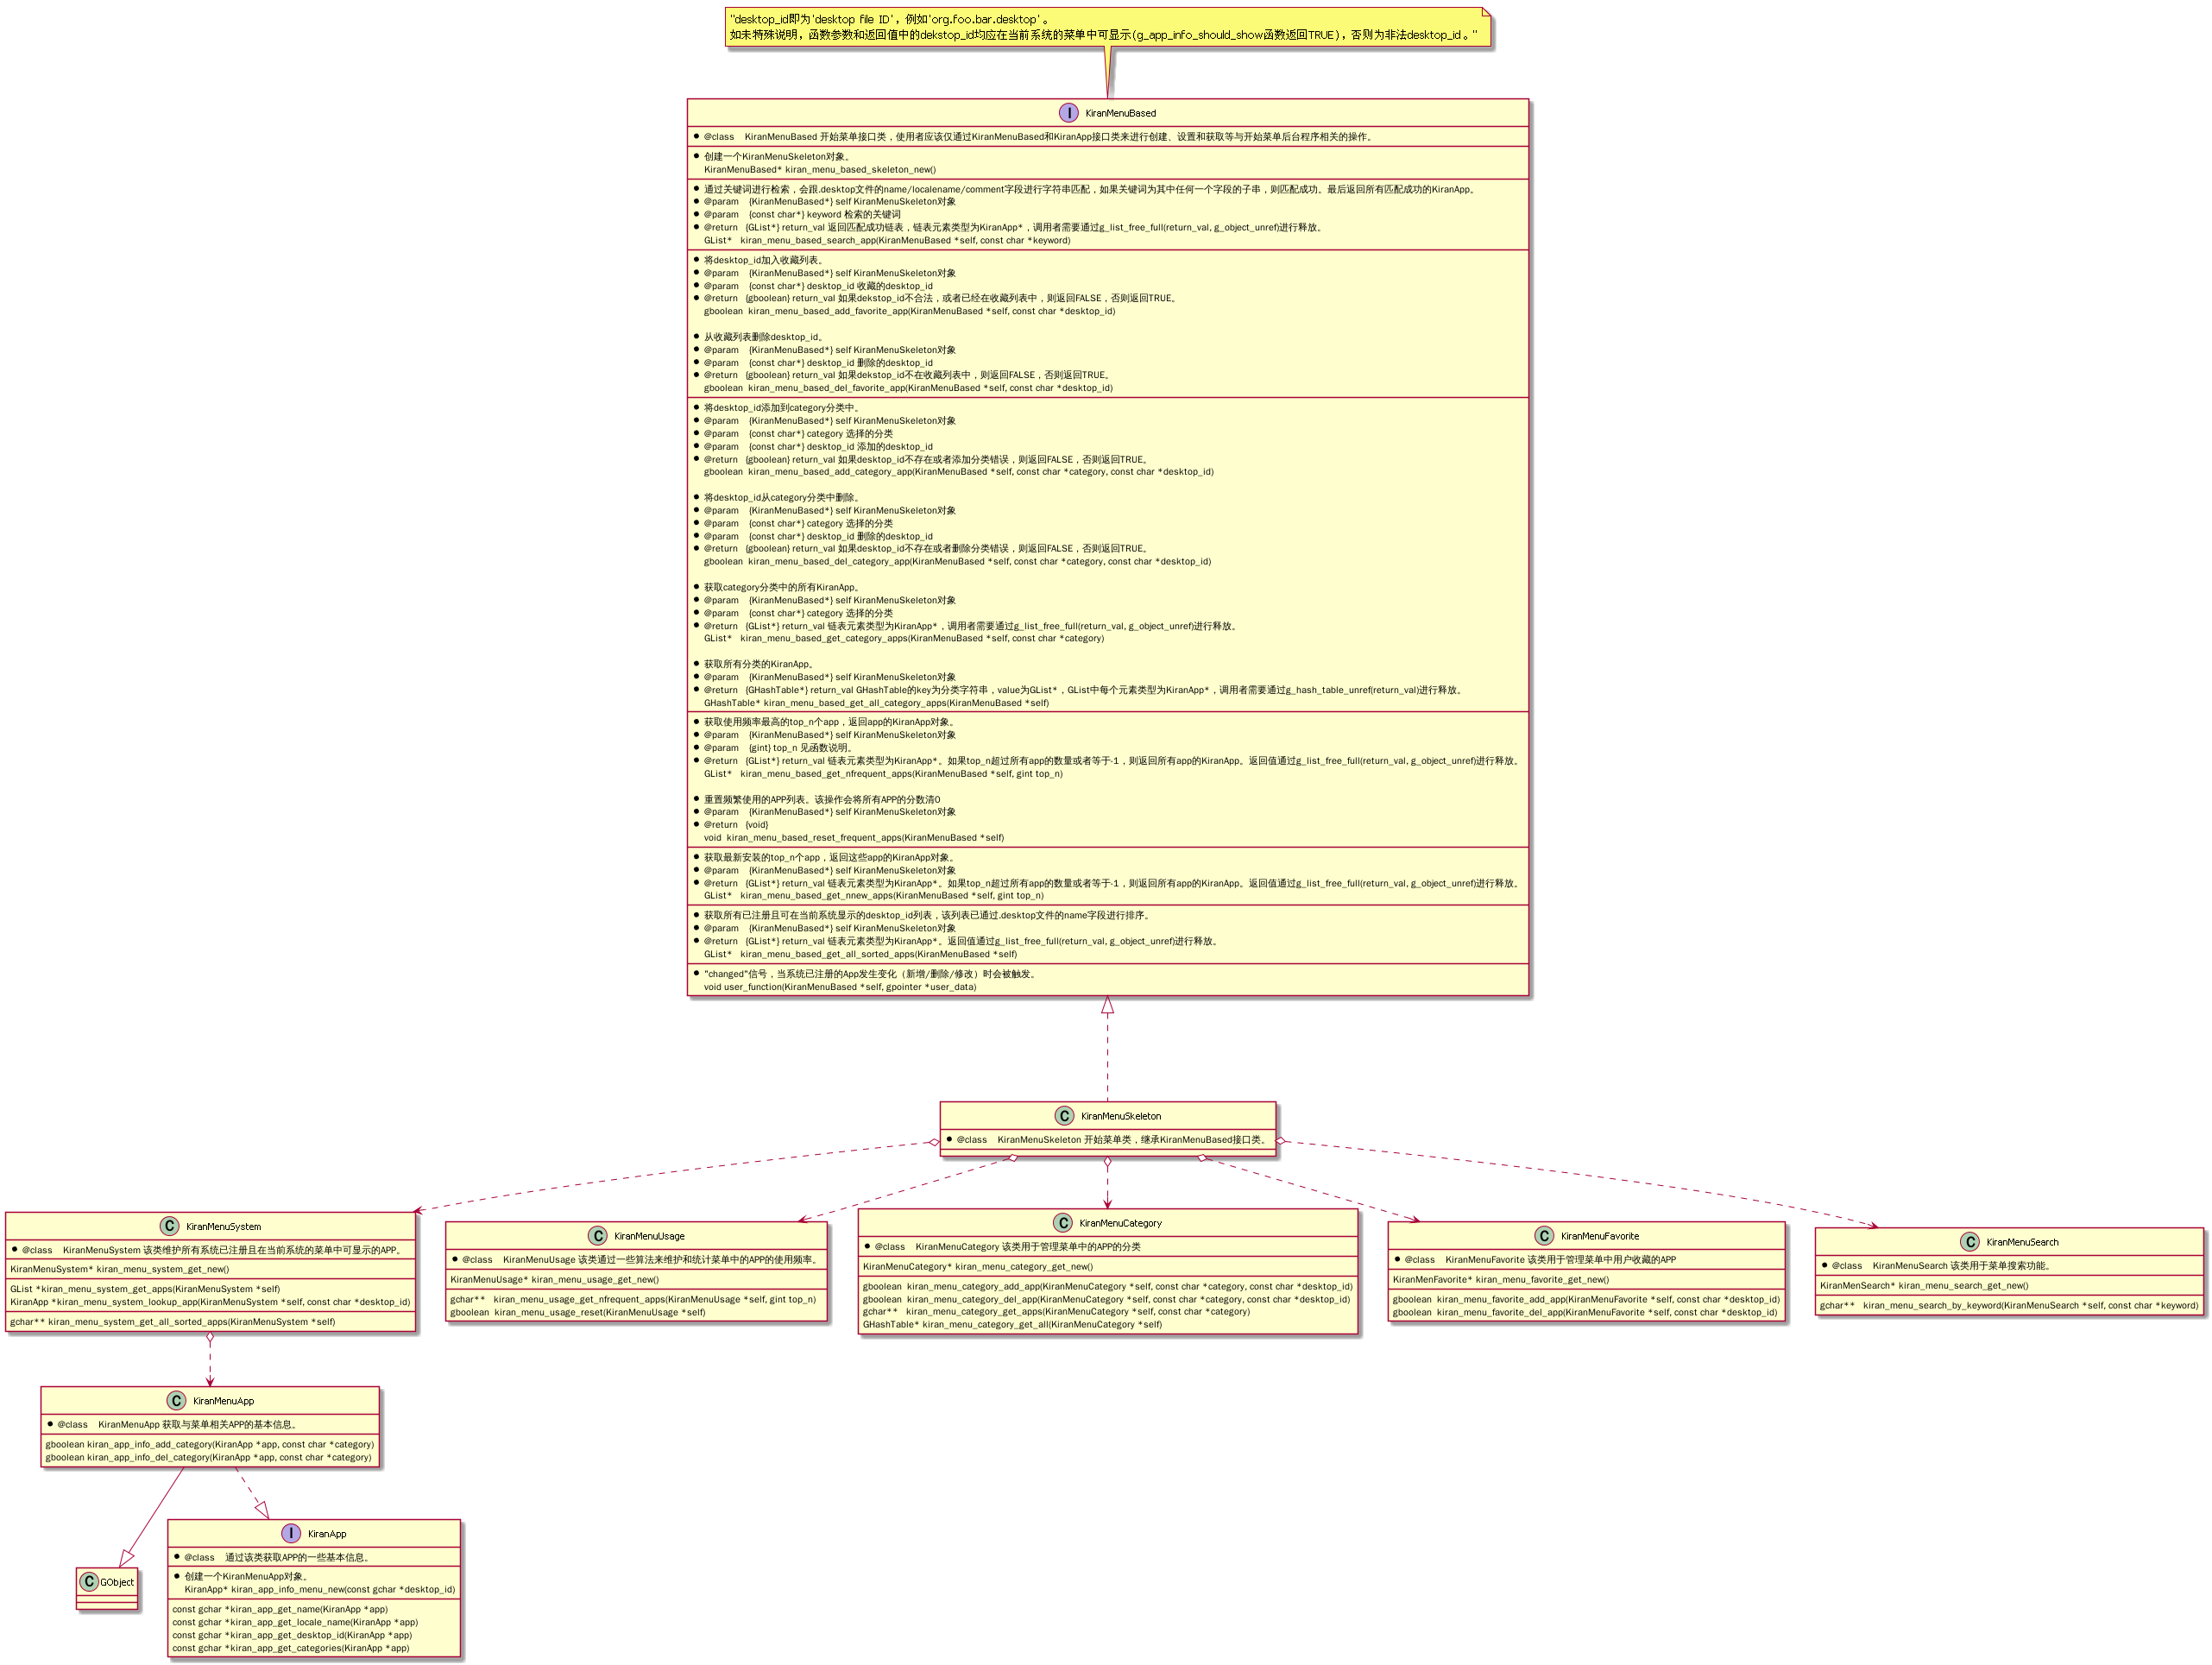 "desktop_id即为'desktop file ID'，例如'org.foo.bar.desktop'。
如未特殊说明，函数参数和返回值中的dekstop_id均应在当前系统的菜单中可显示(g_app_info_should_show函数返回TRUE)，否则为非法desktop_id。"
I KiranMenuBased
@class KiranMenuBased 开始菜单接口类，使用者应该仅通过KiranMenuBased和KiranApp接口类来进行创建、设置和获取等与开始菜单后台程序相关的操作。
创建一个KiranMenuSkeleton对象。
KiranMenuBased* kiran_menu_based_skeleton_new()
通过关键词进行检索，会跟.desktop文件的name/localename/comment字段进行字符串匹配，如果关键词为其中任何一个字段的子串，则匹配成功。最后返回所有匹配成功的KiranApp。
@param {KiranMenuBased*} self KiranMenuSkeleton对象
@param {const char*} keyword 检索的关键词
@return {GList*} return_val 返回匹配成功链表，链表元素类型为KiranApp*，调用者需要通过g_list_free_full(return_val, g_object_unref)进行释放。
GList* kiran_menu_based_search_app(KiranMenuBased *self, const char *keyword)
将desktop_id加入收藏列表。
@param {KiranMenuBased*} self KiranMenuSkeleton对象
@param {const char*} desktop_id 收藏的desktop_id
@return {gboolean} return_val 如果dekstop_id不合法，或者已经在收藏列表中，则返回FALSE，否则返回TRUE。
gboolean kiran_menu_based_add_favorite_app(KiranMenuBased *self, const char *desktop_id)
从收藏列表删除desktop_id。
@param {KiranMenuBased*} self KiranMenuSkeleton对象
@param {const char*} desktop_id 删除的desktop_id
@return {gboolean} return_val 如果dekstop_id不在收藏列表中，则返回FALSE，否则返回TRUE。
gboolean kiran_menu_based_del_favorite_app(KiranMenuBased *self, const char *desktop_id)
将desktop_id添加到category分类中。
@param {KiranMenuBased*} self KiranMenuSkeleton对象
@param {const char*} category 选择的分类
@param {const char*} desktop_id 添加的desktop_id
@return {gboolean} return_val 如果desktop_id不存在或者添加分类错误，则返回FALSE，否则返回TRUE。
gboolean kiran_menu_based_add_category_app(KiranMenuBased *self, const char *category, const char *desktop_id)
将desktop_id从category分类中删除。
@param {KiranMenuBased*} self KiranMenuSkeleton对象
@param {const char*} category 选择的分类
@param {const char*} desktop_id 删除的desktop_id
@return {gboolean} return_val 如果desktop_id不存在或者删除分类错误，则返回FALSE，否则返回TRUE。
gboolean kiran_menu_based_del_category_app(KiranMenuBased *self, const char *category, const char *desktop_id)
获取category分类中的所有KiranApp。
@param {KiranMenuBased*} self KiranMenuSkeleton对象
@param {const char*} category 选择的分类
@return {GList*} return_val 链表元素类型为KiranApp*，调用者需要通过g_list_free_full(return_val, g_object_unref)进行释放。
GList* kiran_menu_based_get_category_apps(KiranMenuBased *self, const char *category)
获取所有分类的KiranApp。
@param {KiranMenuBased*} self KiranMenuSkeleton对象
@return {GHashTable*} return_val GHashTable的key为分类字符串，value为GList*，GList中每个元素类型为KiranApp*，调用者需要通过g_hash_table_unref(return_val)进行释放。
GHashTable* kiran_menu_based_get_all_category_apps(KiranMenuBased *self)
获取使用频率最高的top_n个app，返回app的KiranApp对象。
@param {KiranMenuBased*} self KiranMenuSkeleton对象
@param {gint} top_n 见函数说明。
@return {GList*} return_val 链表元素类型为KiranApp*。如果top_n超过所有app的数量或者等于-1，则返回所有app的KiranApp。返回值通过g_list_free_full(return_val, g_object_unref)进行释放。
GList* kiran_menu_based_get_nfrequent_apps(KiranMenuBased *self, gint top_n)
重置频繁使用的APP列表。该操作会将所有APP的分数清0
@param {KiranMenuBased*} self KiranMenuSkeleton对象
@return {void}
void kiran_menu_based_reset_frequent_apps(KiranMenuBased *self)
获取最新安装的top_n个app，返回这些app的KiranApp对象。
@param {KiranMenuBased*} self KiranMenuSkeleton对象
@return {GList*} return_val 链表元素类型为KiranApp*。如果top_n超过所有app的数量或者等于-1，则返回所有app的KiranApp。返回值通过g_list_free_full(return_val, g_object_unref)进行释放。
GList* kiran_menu_based_get_nnew_apps(KiranMenuBased *self, gint top_n)
获取所有已注册且可在当前系统显示的desktop_id列表，该列表已通过.desktop文件的name字段进行排序。
@param {KiranMenuBased*} self KiranMenuSkeleton对象
@return {GList*} return_val 链表元素类型为KiranApp*。返回值通过g_list_free_full(return_val, g_object_unref)进行释放。
GList* kiran_menu_based_get_all_sorted_apps(KiranMenuBased *self)
"changed"信号，当系统已注册的App发生变化（新增/删除/修改）时会被触发。
void user_function(KiranMenuBased *self, gpointer *user_data)
C KiranMenuSkeleton
@class KiranMenuSkeleton 开始菜单类，继承KiranMenuBased接口类。
C KiranMenuSystem
@class KiranMenuSystem 该类维护所有系统已注册且在当前系统的菜单中可显示的APP。
KiranMenuSystem* kiran_menu_system_get_new()
GList *kiran_menu_system_get_apps(KiranMenuSystem *self)
KiranApp *kiran_menu_system_lookup_app(KiranMenuSystem *self, const char *desktop_id)
gchar** kiran_menu_system_get_all_sorted_apps(KiranMenuSystem *self)
C KiranMenuUsage
@class KiranMenuUsage 该类通过一些算法来维护和统计菜单中的APP的使用频率。
KiranMenuUsage* kiran_menu_usage_get_new()
gchar** kiran_menu_usage_get_nfrequent_apps(KiranMenuUsage *self, gint top_n)
gboolean kiran_menu_usage_reset(KiranMenuUsage *self)
C KiranMenuCategory
@class KiranMenuCategory 该类用于管理菜单中的APP的分类
KiranMenuCategory* kiran_menu_category_get_new()
gboolean kiran_menu_category_add_app(KiranMenuCategory *self, const char *category, const char *desktop_id)
gboolean kiran_menu_category_del_app(KiranMenuCategory *self, const char *category, const char *desktop_id)
gchar** kiran_menu_category_get_apps(KiranMenuCategory *self, const char *category)
GHashTable* kiran_menu_category_get_all(KiranMenuCategory *self)
C KiranMenuFavorite
@class KiranMenuFavorite 该类用于管理菜单中用户收藏的APP
KiranMenFavorite* kiran_menu_favorite_get_new()
gboolean kiran_menu_favorite_add_app(KiranMenuFavorite *self, const char *desktop_id)
gboolean kiran_menu_favorite_del_app(KiranMenuFavorite *self, const char *desktop_id)
C KiranMenuSearch
@class KiranMenuSearch 该类用于菜单搜索功能。
KiranMenSearch* kiran_menu_search_get_new()
gchar** kiran_menu_search_by_keyword(KiranMenuSearch *self, const char *keyword)
C KiranMenuApp
@class KiranMenuApp 获取与菜单相关APP的基本信息。
gboolean kiran_app_info_add_category(KiranApp *app, const char *category)
gboolean kiran_app_info_del_category(KiranApp *app, const char *category)
C GObject
I KiranApp
@class 通过该类获取APP的一些基本信息。
创建一个KiranMenuApp对象。
KiranApp* kiran_app_info_menu_new(const gchar *desktop_id)
const gchar *kiran_app_get_name(KiranApp *app)
const gchar *kiran_app_get_locale_name(KiranApp *app)
const gchar *kiran_app_get_desktop_id(KiranApp *app)
const gchar *kiran_app_get_categories(KiranApp *app)